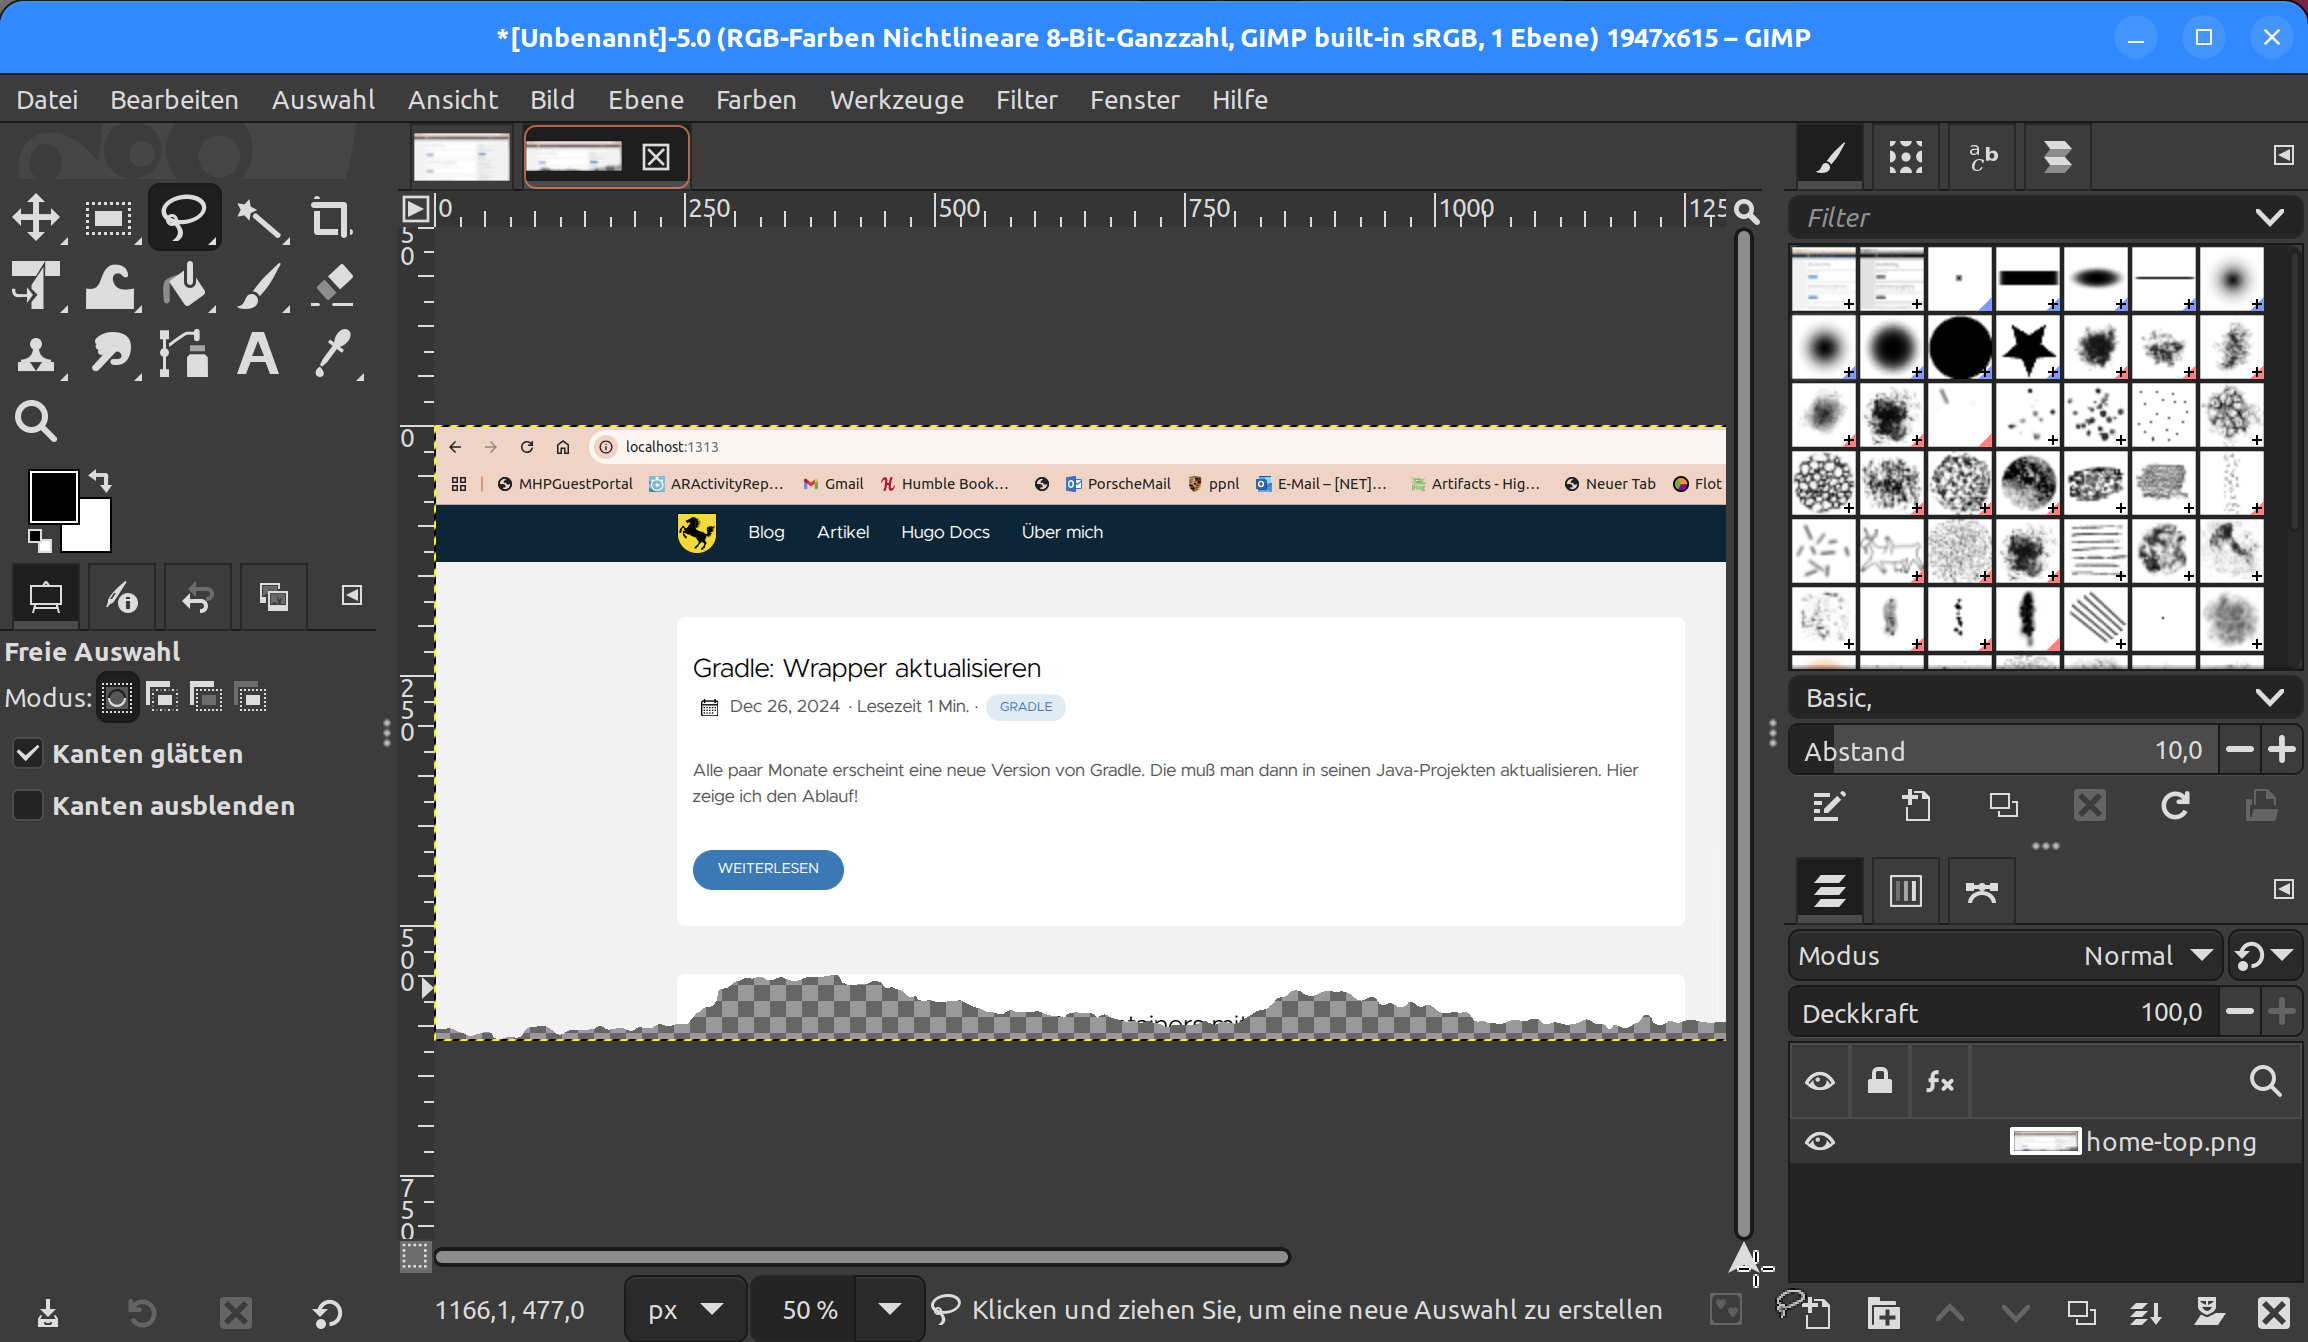 *[Unbenannt]-5.0 (RGB-Farben Nichtlineare 8-Bit-Ganzzahl, GIMP built-in sRGB, 1 Ebene) 1947x615 – GIMP
Datei Bearbeiten Auswahl Ansicht Bild Ebene Farben Werkzeuge Filter Fenster Hilfe
0 250 500 750 1000 125
Filter
50
0
250
500
750
localhost:1313
MHPGuestPortal ARActivityRep... Gmail Humble Book... PorscheMail ppnl E-Mail – [NET]... Artifacts - Hig... Neuer Tab Flot
Blog Artikel Hugo Docs Über mich
Gradle: Wrapper aktualisieren
Dec 26, 2024 · Lesezeit 1 Min. · GRADLE
Alle paar Monate erscheint eine neue Version von Gradle. Die muß man dann in seinen Java-Projekten aktualisieren. Hier
zeige ich den Ablauf!
WEITERLESEN
Freie Auswahl
Modus:
Kanten glätten
Kanten ausblenden
Basic,
Abstand 10,0
Modus Normal
Deckkraft 100,0
home-top.png
1166,1, 477,0 px 50 % Klicken und ziehen Sie, um eine neue Auswahl zu erstellen